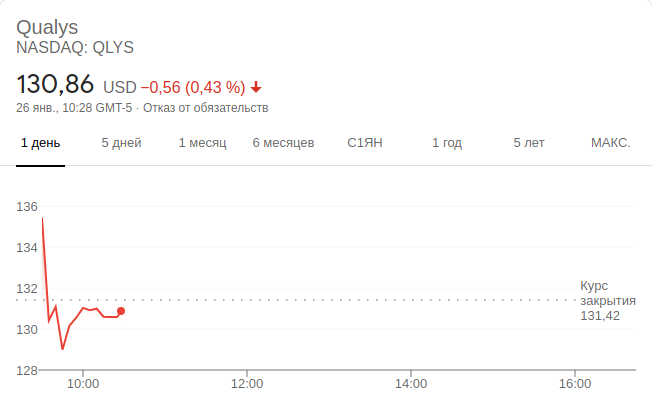 Qualys
NASDAQ: QLYS
130,86 USD −0,56 (0,43 %)
26 янв., 10:28 GMT-5 · Отказ от обязательств
1 день 5 дней 1 месяц 6 месяцев С1ЯН 1 год 5 лет МАКС.
136
134
132
130
128
Курс
закрытия
131,42
10:00 12:00 14:00 16:00